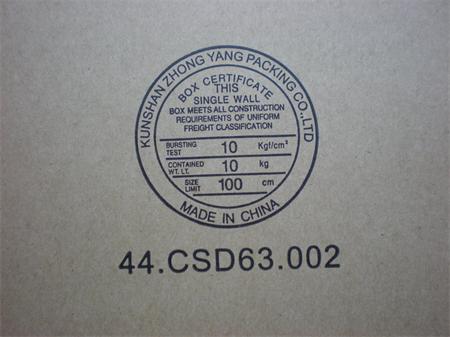 KUNSHAN ZHONG YANG PACKING CO.,LTD
BOX CERTIFICATE
THIS
SINGLE WALL
BOX MEETS ALL CONSTRUCTION
REQUIREMENTS OF UNIFORM
FREIGHT CLASSIFICATION
BURSTING TEST 10 Kgf/cm²
CONTAINED WT. LT. 10 kg
SIZE LIMIT 100 cm
MADE IN CHINA
44.CSD63.002